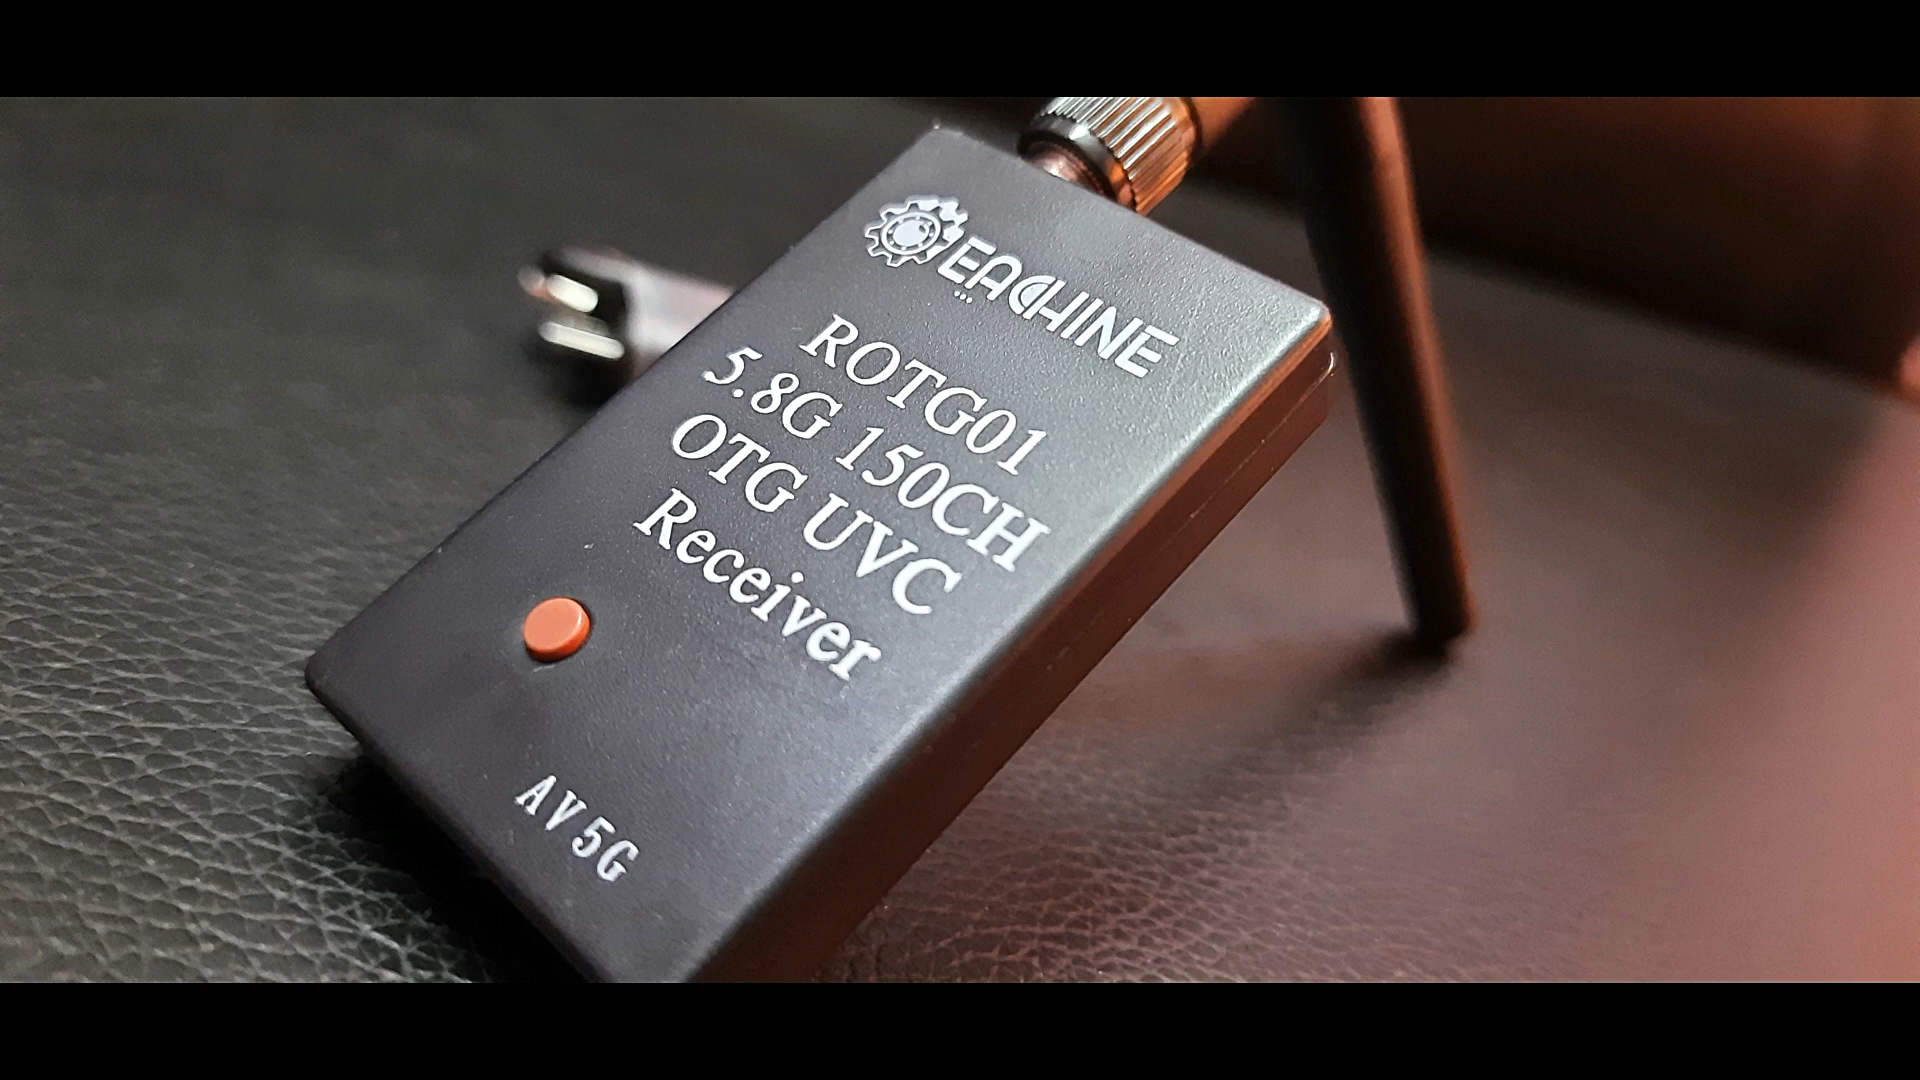 EACHINE
ROTG01
5.8G 150CH
OTG UVC
Receiver
AV 5G